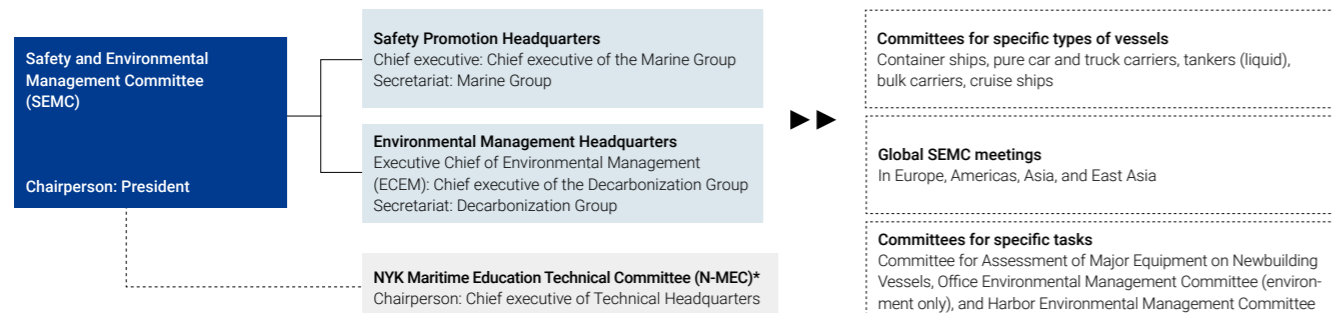 Safety and Environmental
Management Committee
(SEMC)
Chairperson: President
Safety Promotion Headquarters
Chief executive: Chief executive of the Marine Group
Secretariat: Marine Group
Environmental Management Headquarters
Executive Chief of Environmental Management
(ECEM): Chief executive of the Decarbonization Group
Secretariat: Decarbonization Group
NYK Maritime Education Technical Committee (N-MEC)*
Chairperson: Chief executive of Technical Headquarters
Committees for specific types of vessels
Container ships, pure car and truck carriers, tankers (liquid),
bulk carriers, cruise ships
Global SEMC meetings
In Europe, Americas, Asia, and East Asia
Committees for specific tasks
Committee for Assessment of Major Equipment on Newbuilding
Vessels, Office Environmental Management Committee (environ-
ment only), and Harbor Environmental Management Committee